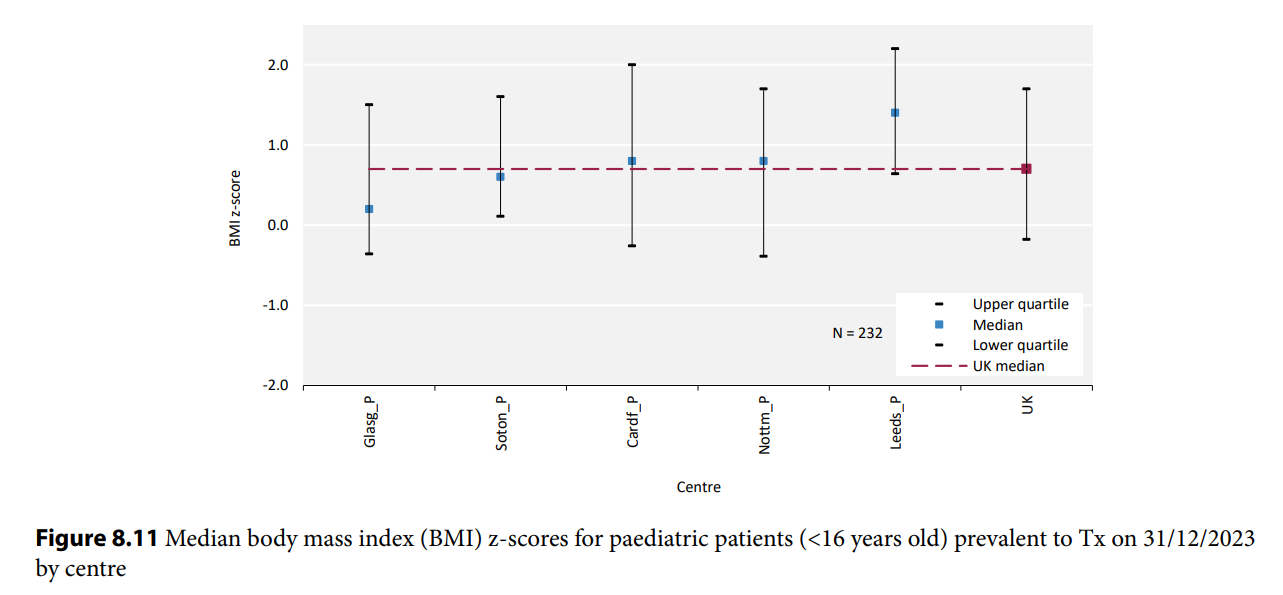 2.0
1.0
0.0
-1.0
-2.0
BMI z-score
N = 232
Upper quartile
Median
Lower quartile
UK median
Glasg_P
Soton_P
Cardf_P
Nottm_P
Leeds_P
UK
Centre
Figure 8.11 Median body mass index (BMI) z-scores for paediatric patients (<16 years old) prevalent to Tx on 31/12/2023
by centre